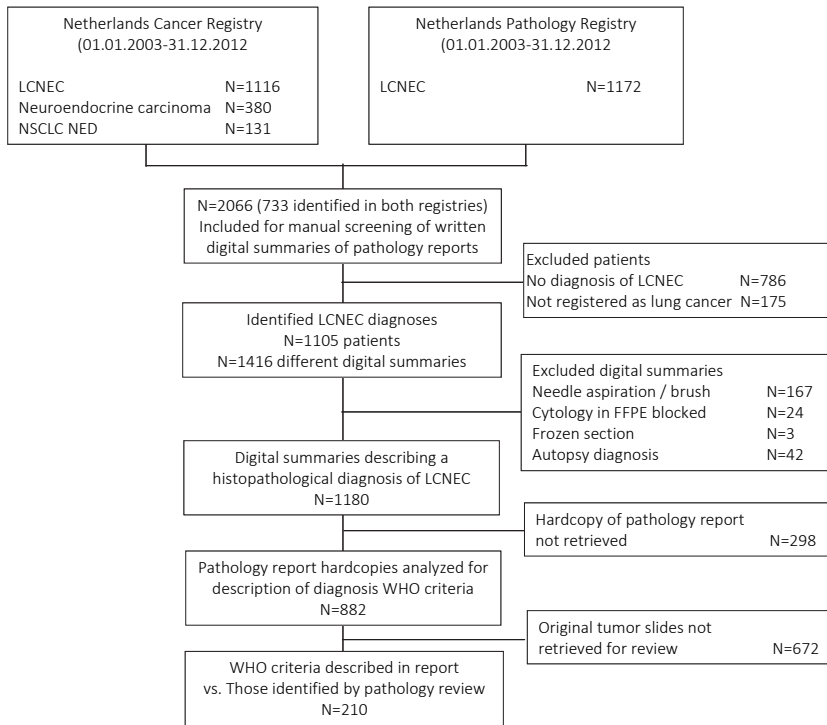 Netherlands Cancer Registry
(01.01.2003-31.12.2012
LCNEC N=1116
Neuroendocrine carcinoma N=380
NSCLC NED N=131
Netherlands Pathology Registry
(01.01.2003-31.12.2012
LCNEC N=1172
N=2066 (733 identified in both registries)
Included for manual screening of written
digital summaries of pathology reports
Excluded patients
No diagnosis of LCNEC N=786
Not registered as lung cancer N=175
Identified LCNEC diagnoses
N=1105 patients
N=1416 different digital summaries
Excluded digital summaries
Needle aspiration / brush N=167
Cytology in FFPE blocked N=24
Frozen section N=3
Autopsy diagnosis N=42
Digital summaries describing a
histopathological diagnosis of LCNEC
N=1180
Hardcopy of pathology report
not retrieved N=298
Pathology report hardcopies analyzed for
description of diagnosis WHO criteria
N=882
Original tumor slides not
retrieved for review N=672
WHO criteria described in report
vs. Those identified by pathology review
N=210